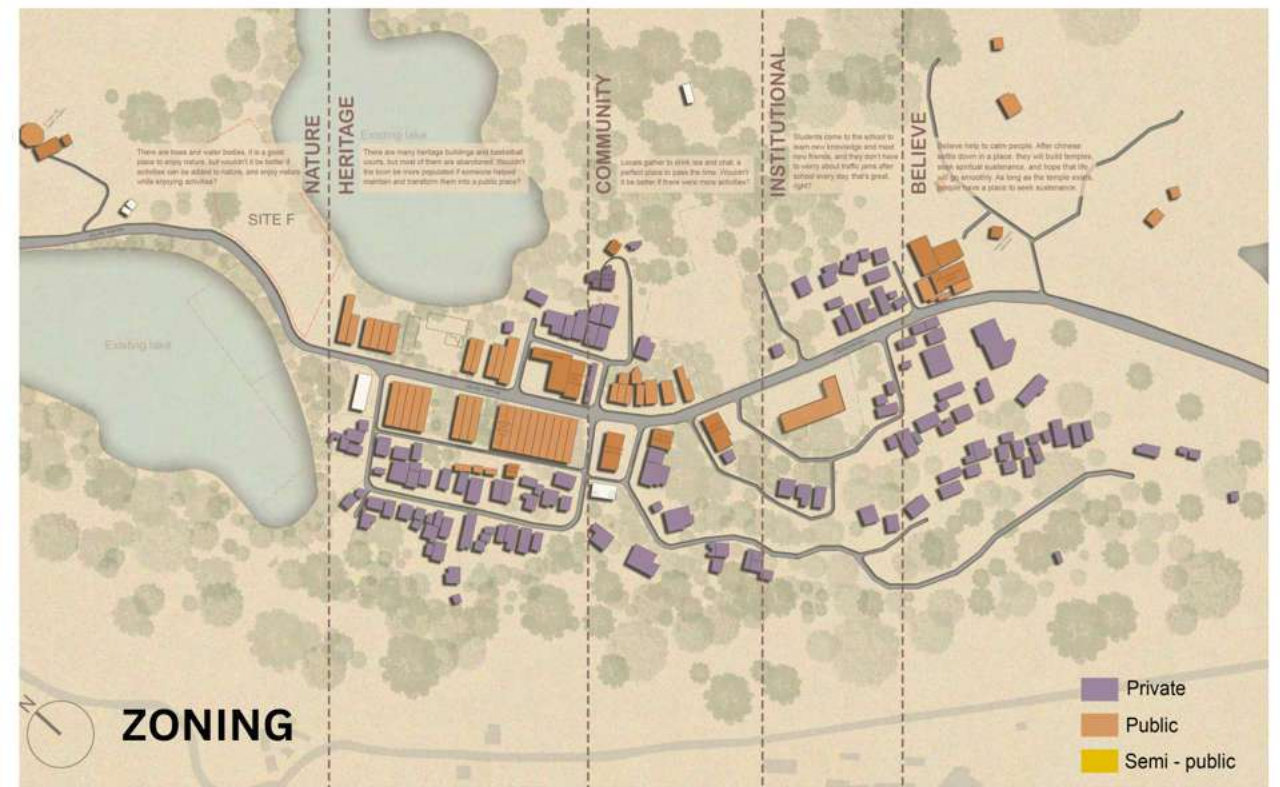 NATURE
There are trees and water bodies, it is a good
place to enjoy nature, but wouldn't it be better if
activities can be added to nature, and enjoy nature
while enjoying activities?
SITE F
Existing lake
HERITAGE
Existing lake
There are many heritage buildings and basketball
courts, but most of them are abandoned. Wouldn't
the town be more populated if someone helped
maintain and transform them into a public place?
COMMUNITY
Locals gather to drink tea and chat, a
perfect place to pass the time. Wouldn't
it be better if there were more activities?
INSTITUTIONAL
Students come to the school to
learn new knowledge and meet
new friends, and they don't have
to worry about traffic jams after
school every day, that's great,
right?
BELIEVE
Believe help to calm people. After chinese
settle down in a place, they will build temples,
seek spiritual sustenance, and hope that life
will go smoothly. As long as the temple exists,
people have a place to seek sustenance.
N
ZONING
Private
Public
Semi - public